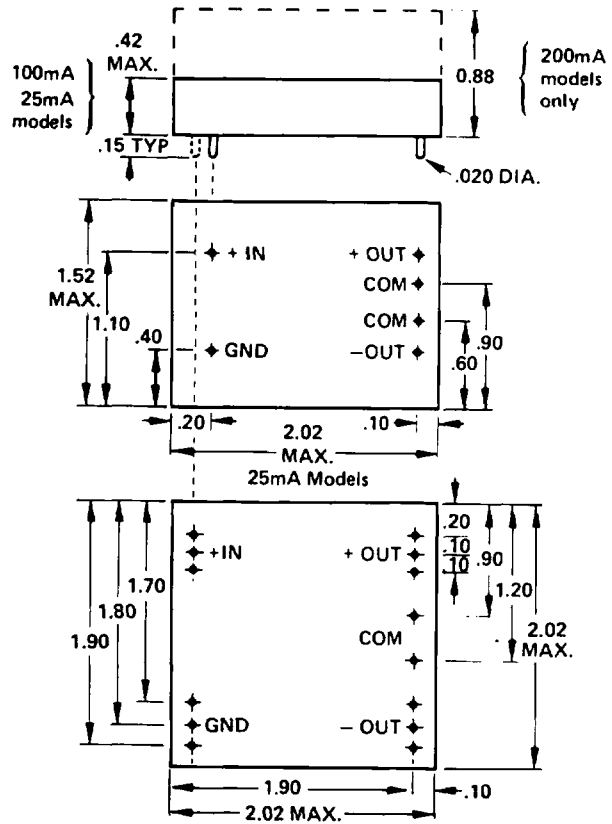 .42
MAX.
100mA
25mA
models
0.88
200mA
models
only
.15 TYP
.020 DIA.
+ IN
+ OUT
COM
1.52
MAX.
1.10
COM
.40
GND
−OUT
.60
.90
.20
2.02
MAX.
.10
25mA Models
.20
+IN
+ OUT
.10
.10
.90
1.70
1.20
1.80
COM
1.90
2.02
MAX.
GND
− OUT
1.90
.10
2.02 MAX.